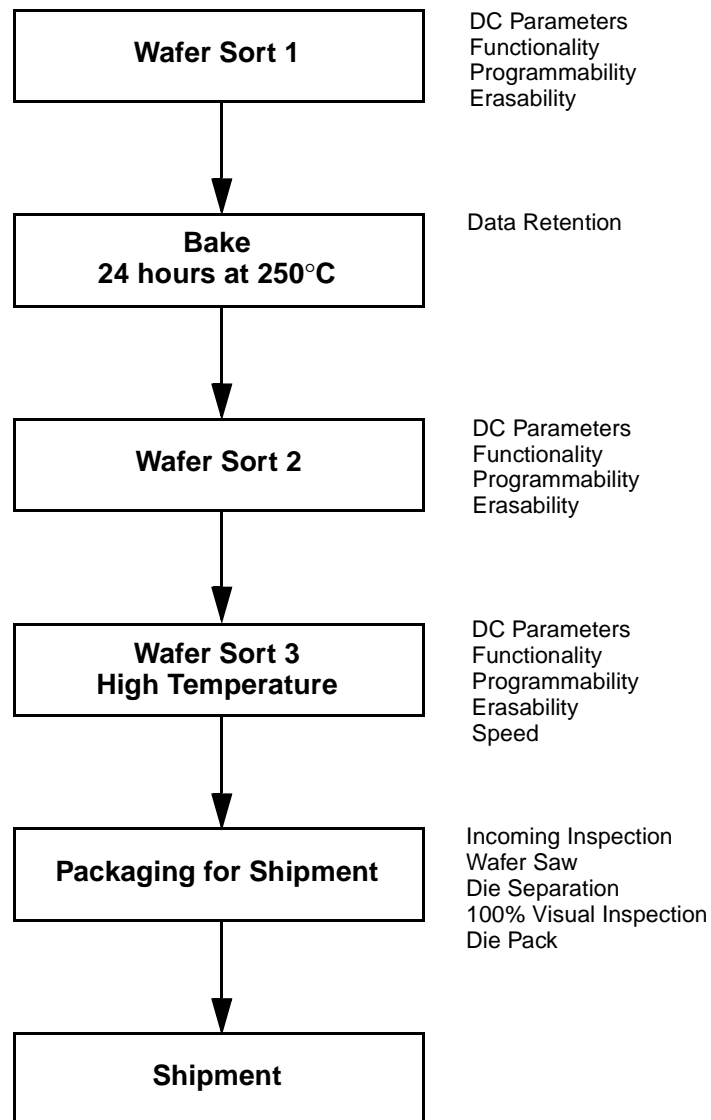 Wafer Sort 1
DC Parameters
Functionality
Programmability
Erasability
Bake
24 hours at 250°C
Data Retention
Wafer Sort 2
DC Parameters
Functionality
Programmability
Erasability
Wafer Sort 3
High Temperature
DC Parameters
Functionality
Programmability
Erasability
Speed
Packaging for Shipment
Incoming Inspection
Wafer Saw
Die Separation
100% Visual Inspection
Die Pack
Shipment